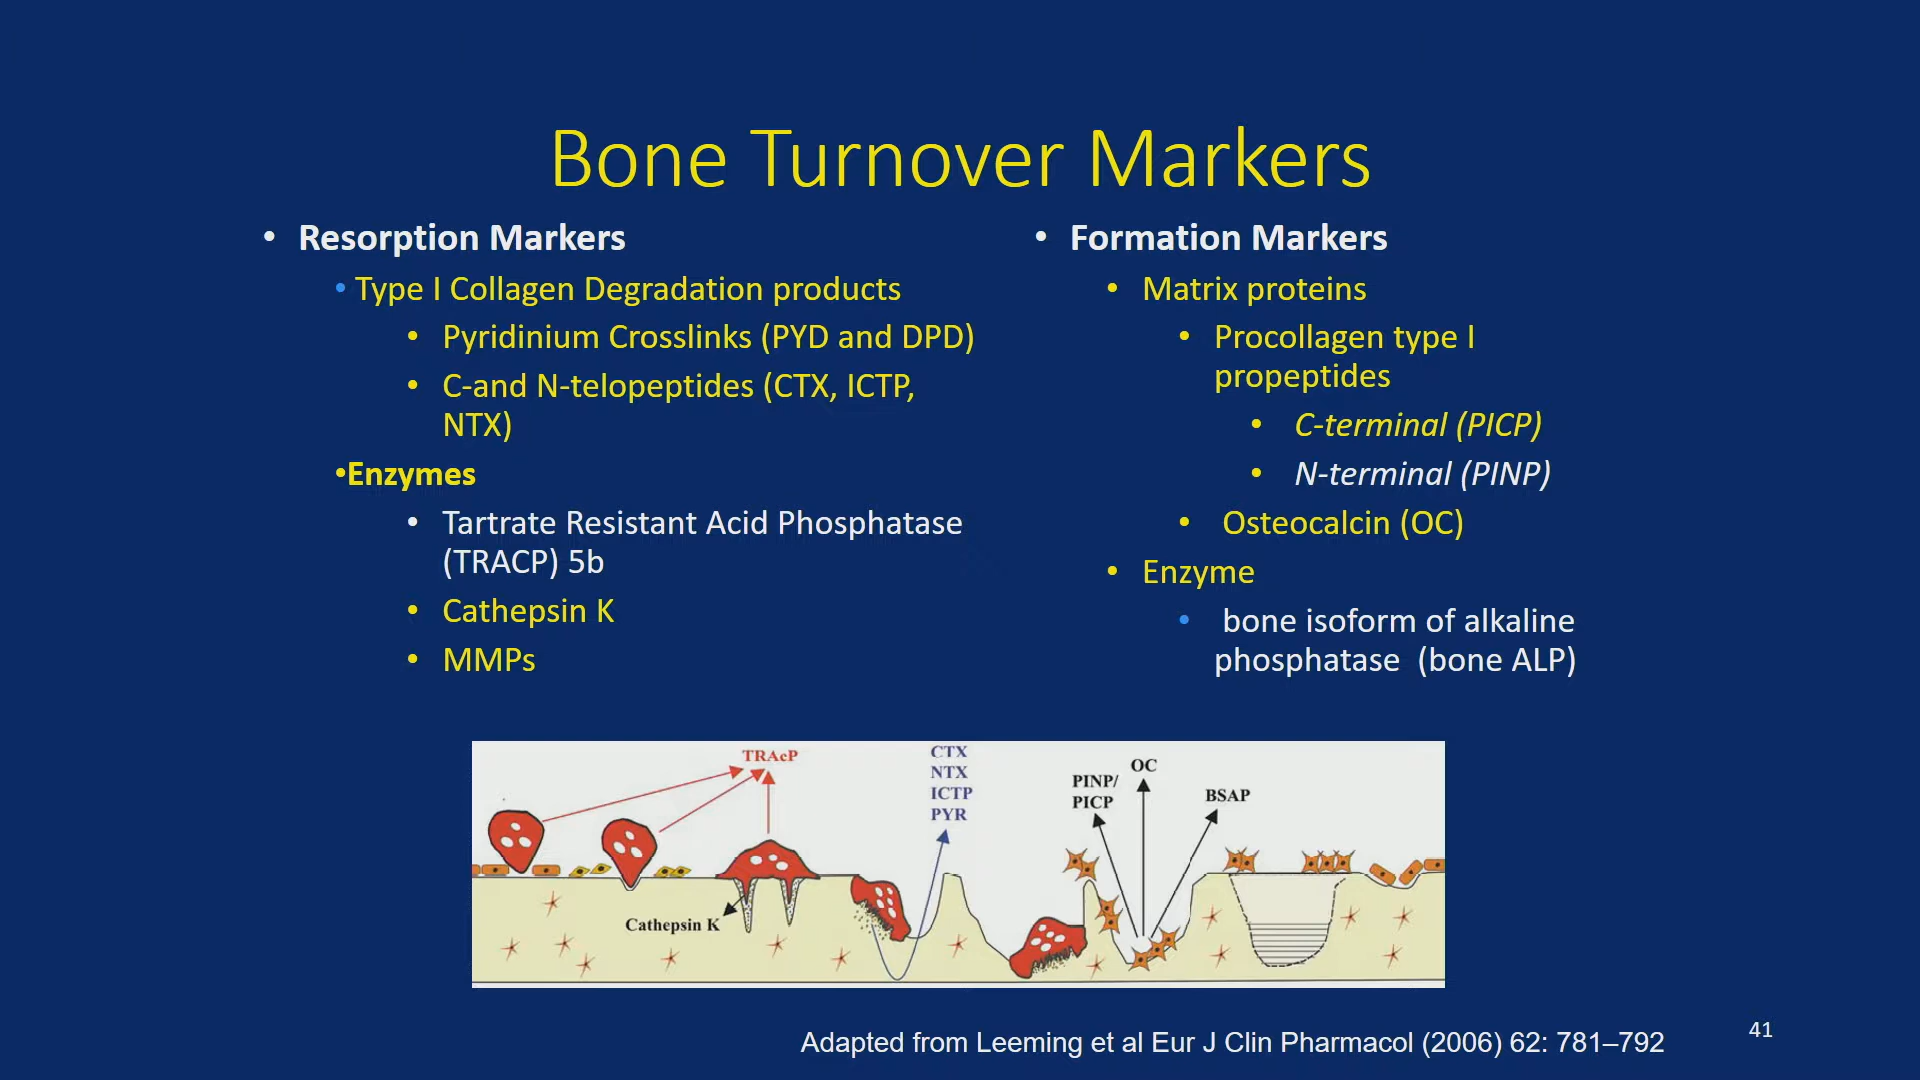 Bone Turnover Markers
• Resorption Markers
• Type I Collagen Degradation products
• Pyridinium Crosslinks (PYD and DPD)
• C-and N-telopeptides (CTX, ICTP,
NTX)
•Enzymes
• Tartrate Resistant Acid Phosphatase
(TRACP) 5b
• Cathepsin K
• MMPs
• Formation Markers
• Matrix proteins
• Procollagen type I
propeptides
• C-terminal (PICP)
• N-terminal (PINP)
• Osteocalcin (OC)
• Enzyme
• bone isoform of alkaline
phosphatase (bone ALP)
TRAcP
CTX
NTX
ICTP
PYR
PINP/
PICP
OC
BSAP
Cathepsin K
Adapted from Leeming et al Eur J Clin Pharmacol (2006) 62: 781–792
41